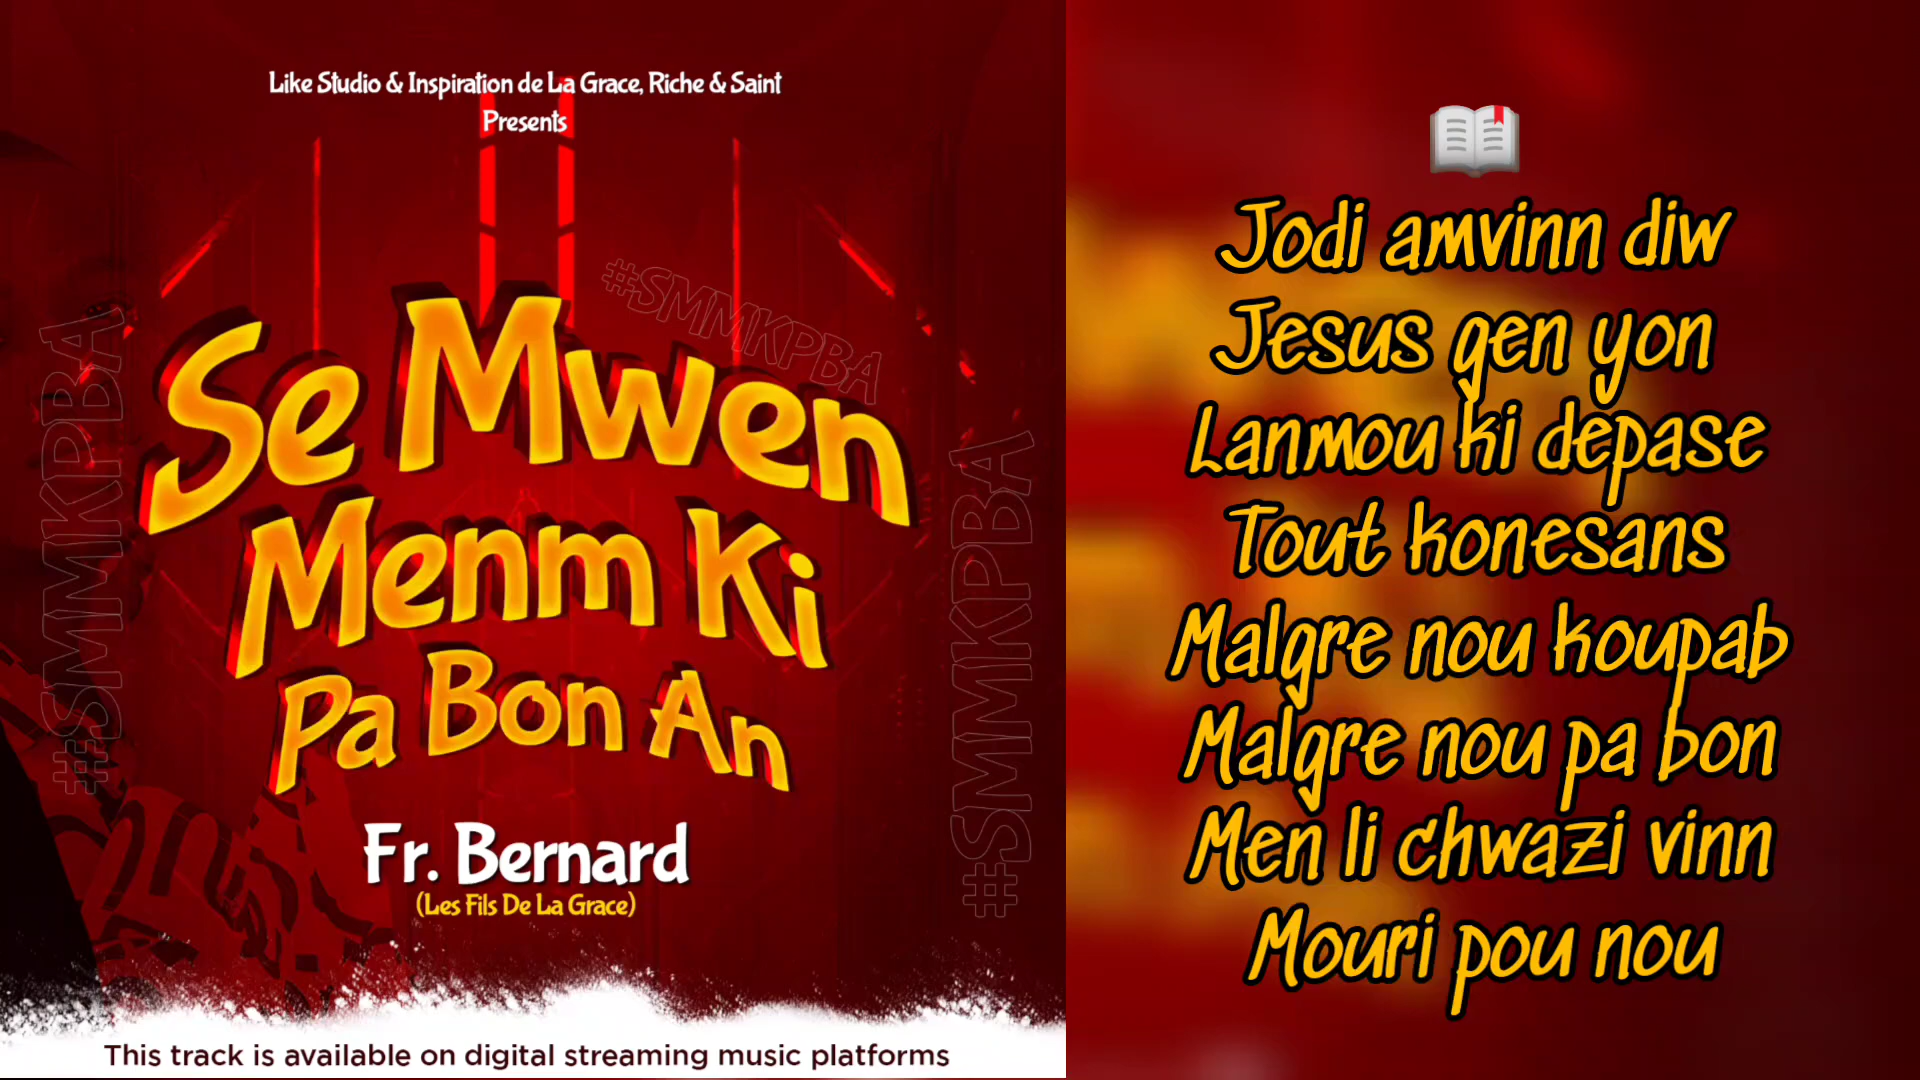 Like Studio & Inspiration de La Grace, Riche & Saint
Presents
#SMMKPBA
#SMMKPBA
#SMMKPBA
Se Mwen
Menm Ki
Pa Bon An
Fr. Bernard
(Les Fils De La Grace)
This track is available on digital streaming music platforms
Jodi amvinn diw
Jesus gen yon
Lanmou ki depase
Tout konesans
Malgre nou koupab
Malgre nou pa bon
Men li chwazi vinn
Mouri pou nou